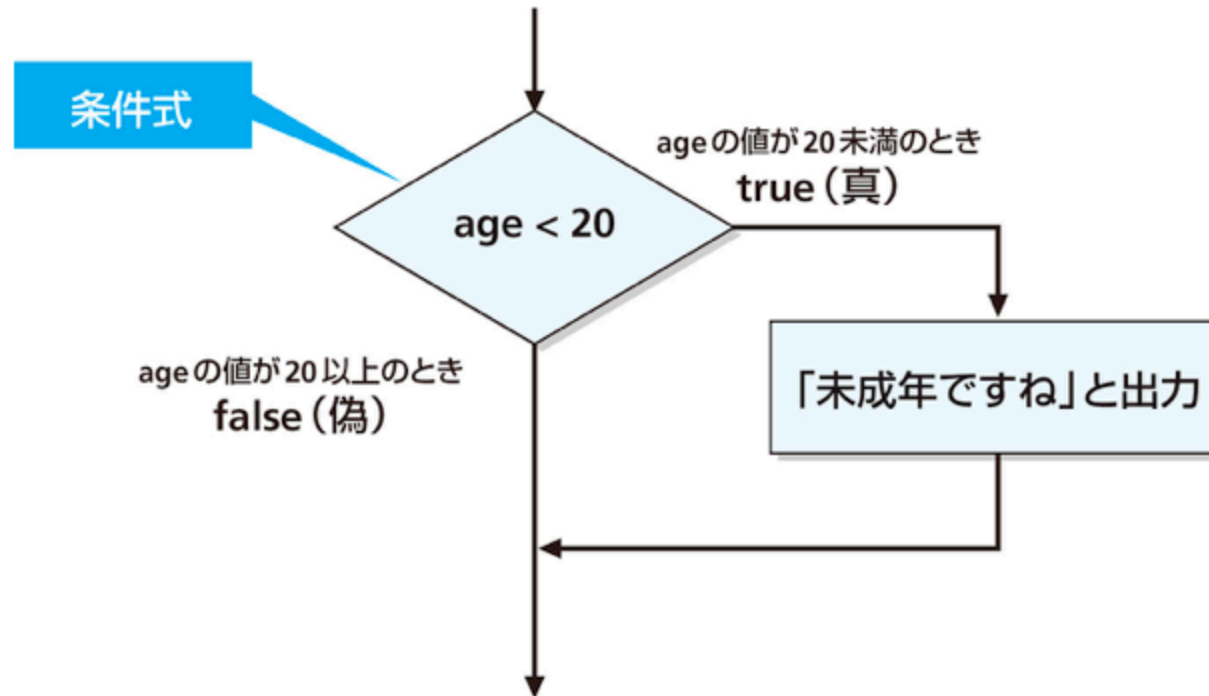 条件式
ageの値が20未満のとき
true(真)
age < 20
ageの値が20以上のとき
false(偽)
「未成年ですね」と出力